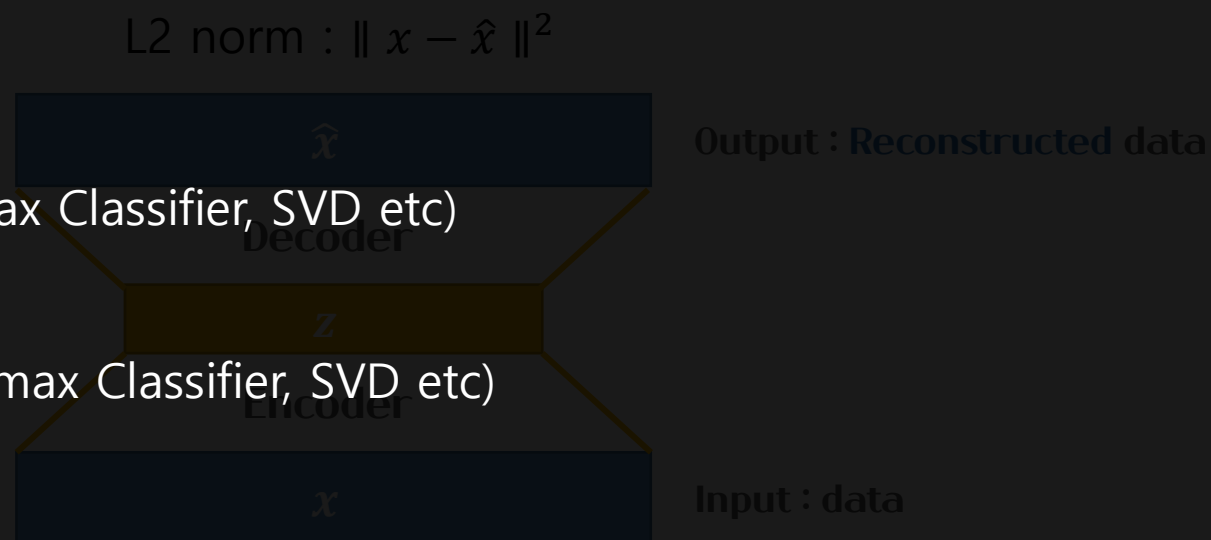 L2 norm : ∥ x − x̂ ∥²
x̂
Output : Reconstructed data
ax Classifier, SVD etc)
Decoder
z
max Classifier, SVD etc)
Encoder
x
Input : data